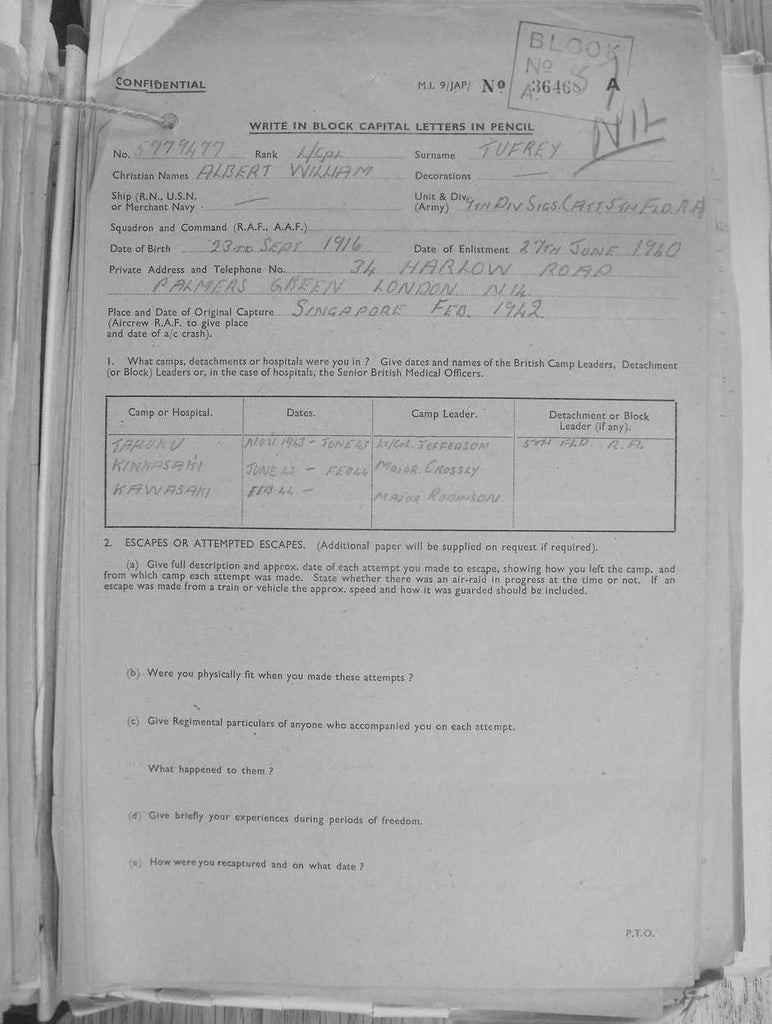 BLOCK
No
CONFIDENTIAL
M.I. 9/JAP/ No 36468 A
A.
NIL
WRITE IN BLOCK CAPITAL LETTERS IN PENCIL
No. 5779477 Rank L/CPL Surname TUFREY
Christian Names ALBERT WILLIAM Decorations —
Ship (R.N., U.S.N. or Merchant Navy —
Unit & Div. (Army) 9TH DIV SIGS. (ATT 5TH FLD. RA
Squadron and Command (R.A.F., A.A.F.)
Date of Birth 23RD SEPT 1916 Date of Enlistment 27TH JUNE 1940
Private Address and Telephone No. 34 HARLOW ROAD
PALMERS GREEN LONDON N14
Place and Date of Original Capture SINGAPORE FEB. 1942
(Aircrew R.A.F. to give place
and date of a/c crash).
1. What camps, detachments or hospitals were you in ? Give dates and names of the British Camp Leaders, Detachment
(or Block) Leaders or, in the case of hospitals, the Senior British Medical Officers.
Camp or Hospital. Dates. Camp Leader. Detachment or Block
Leader (if any).
TAHOKU NOV 1943 - JUNE 43 LT/COL JEFFERSON 5TH FLD. R.A.
KINKASAKI JUNE 43 - FEB 44 MAJOR CROSSLY
KAWASAKI FEB 44 - MAJOR ROBINSON
2. ESCAPES OR ATTEMPTED ESCAPES. (Additional paper will be supplied on request if required).
(a) Give full description and approx. date of each attempt you made to escape, showing how you left the camp, and
from which camp each attempt was made. State whether there was an air-raid in progress at the time or not. If an
escape was made from a train or vehicle the approx. speed and how it was guarded should be included.
(b) Were you physically fit when you made these attempts ?
(c) Give Regimental particulars of anyone who accompanied you on each attempt.
What happened to them ?
(d) Give briefly your experiences during periods of freedom.
(e) How were you recaptured and on what date ?
P.T.O.